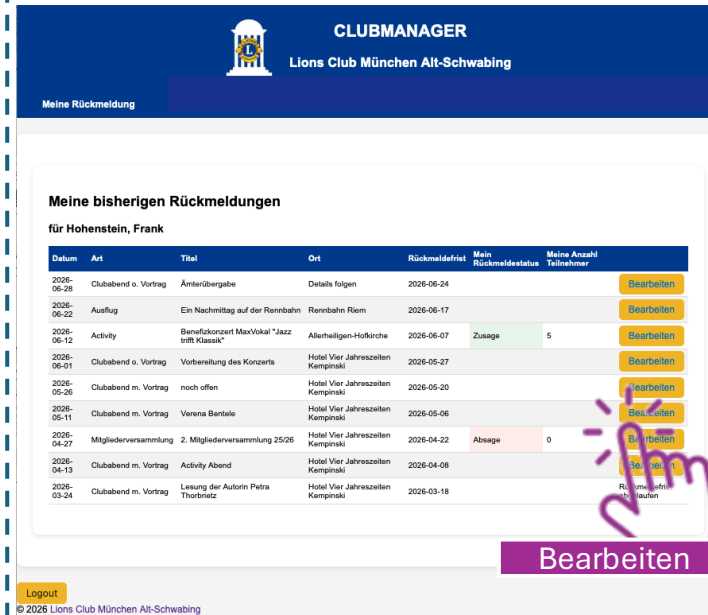 CLUBMANAGER
Lions Club München Alt-Schwabing
Meine Rückmeldung
Meine bisherigen Rückmeldungen
für Hohenstein, Frank
Datum Art Titel Ort Rückmeldefrist Mein Rückmeldestatus Meine Anzahl Teilnehmer
2026-06-28 Clubabend o. Vortrag Ämterübergabe Details folgen 2026-06-24 Bearbeiten
2026-06-22 Ausflug Ein Nachmittag auf der Rennbahn Rennbahn Riem 2026-06-17 Bearbeiten
2026-06-12 Activity Benefizkonzert MaxVokal "Jazz trifft Klassik" Allerheiligen-Hofkirche 2026-06-07 Zusage 5 Bearbeiten
2026-06-01 Clubabend o. Vortrag Vorbereitung des Konzerts Hotel Vier Jahreszeiten Kempinski 2026-05-27 Bearbeiten
2026-05-26 Clubabend m. Vortrag noch offen Hotel Vier Jahreszeiten Kempinski 2026-05-20 Bearbeiten
2026-05-11 Clubabend m. Vortrag Verena Bentele Hotel Vier Jahreszeiten Kempinski 2026-05-06 Bearbeiten
2026-04-27 Mitgliederversammlung 2. Mitgliederversammlung 25/26 Hotel Vier Jahreszeiten Kempinski 2026-04-22 Absage 0 Bearbeiten
2026-04-13 Clubabend m. Vortrag Activity Abend Hotel Vier Jahreszeiten Kempinski 2026-04-08 Bearbeiten
2026-03-24 Clubabend m. Vortrag Lesung der Autorin Petra Thorbrietz Hotel Vier Jahreszeiten Kempinski 2026-03-18 Rückmeldefrist abgelaufen
Bearbeiten
Logout
© 2026 Lions Club München Alt-Schwabing